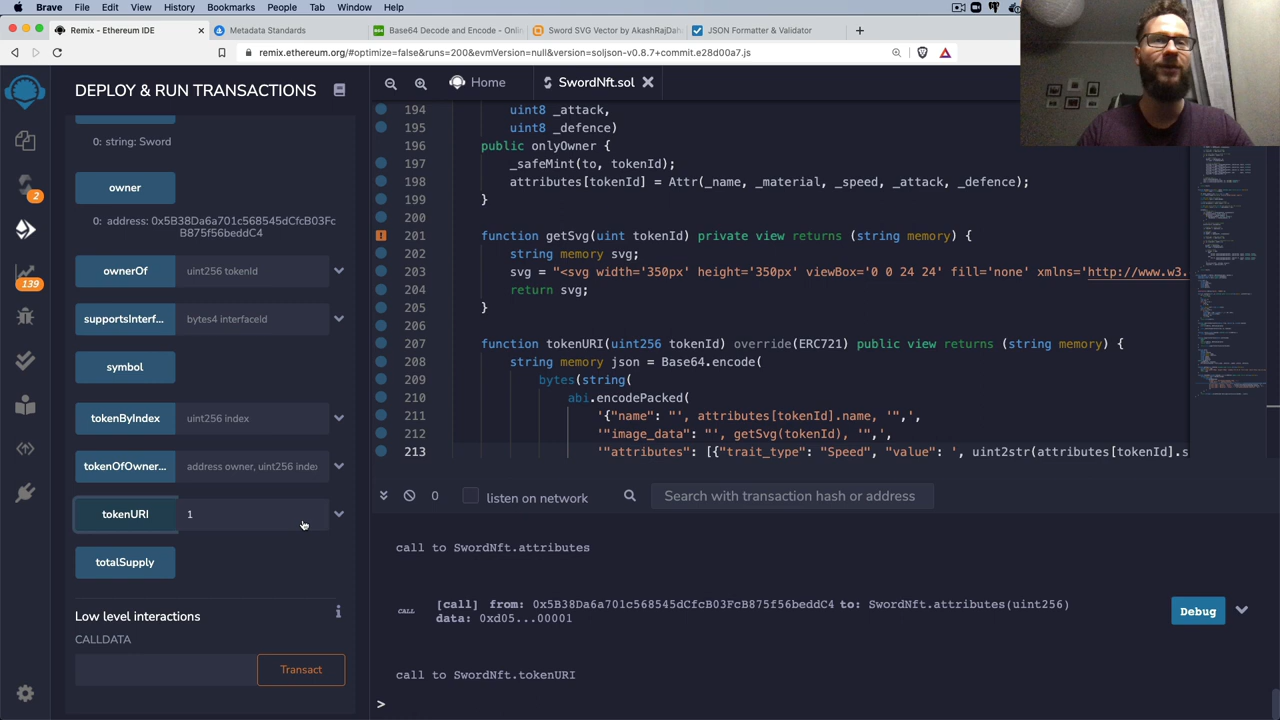 Brave File Edit View History Bookmarks People Tab Window Help
Remix - Ethereum IDE
Metadata Standards
Base64 Decode and Encode - Onlin
Sword SVG Vector by AkashRajDah
JSON Formatter & Validator
remix.ethereum.org/#optimize=false&runs=200&evmVersion=null&version=soljson-v0.8.7+commit.e28d00a7.js
DEPLOY & RUN TRANSACTIONS
0: string: Sword
owner
0: address: 0x5B38Da6a701c568545dCfcB03Fc
B875f56beddC4
ownerOf uint256 tokenId
supportsInterf... bytes4 interfaceId
symbol
tokenByIndex uint256 index
tokenOfOwner... address owner, uint256 index
tokenURI 1
totalSupply
Low level interactions
CALLDATA
Transact
2
139
Home
SwordNft.sol
194 uint8 _attack,
195 uint8 _defence)
196 public onlyOwner {
197 _safeMint(to, tokenId);
198 attributes[tokenId] = Attr(_name, _material, _speed, _attack, _defence);
199 }
200
201 function getSvg(uint tokenId) private view returns (string memory) {
202 string memory svg;
203 svg = "<svg width='350px' height='350px' viewBox='0 0 24 24' fill='none' xmlns='http://www.w3.
204 return svg;
205 }
206
207 function tokenURI(uint256 tokenId) override(ERC721) public view returns (string memory) {
208 string memory json = Base64.encode(
209 bytes(string(
210 abi.encodePacked(
211 '{"name": "', attributes[tokenId].name, '",',
212 '"image_data": "', getSvg(tokenId), '",',
213 '"attributes": [{"trait_type": "Speed", "value": ', uint2str(attributes[tokenId].s
0
listen on network
Search with transaction hash or address
call to SwordNft.attributes
CALL [call] from: 0x5B38Da6a701c568545dCfcB03FcB875f56beddC4 to: SwordNft.attributes(uint256)
data: 0xd05...00001
Debug
call to SwordNft.tokenURI
>